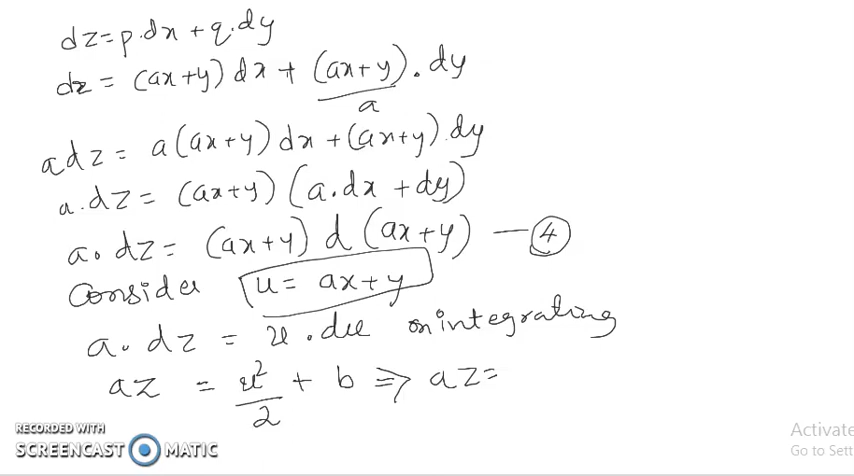 dz = p.dx + q.dy
dz = (ax+y) dx + (ax+y)/a . dy
adz = a(ax+y) dx + (ax+y) dy
a.dz = (ax+y) (a.dx + dy)
a. dz = (ax+y) d (ax+y) — ④
Consider u = ax+y
a. dz = u . du on integrating
az = u²/2 + b ⇒ az=
RECORDED WITH
SCREENCAST MATIC
Activate
Go to Sett